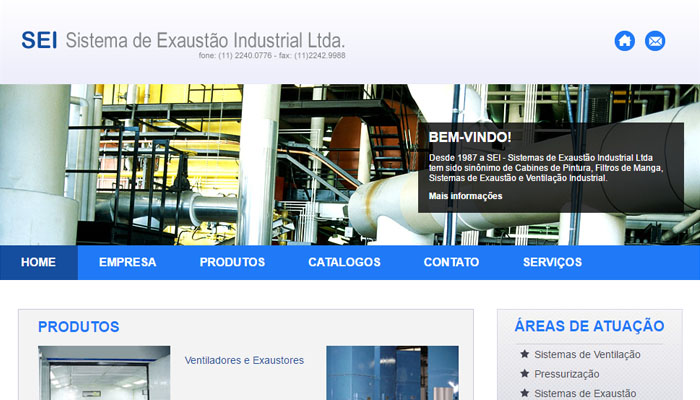 SEI Sistema de Exaustão Industrial Ltda.
fone: (11) 2240.0776 - fax: (11)2242.9988
BEM-VINDO!
Desde 1987 a SEI - Sistemas de Exaustão Industrial Ltda
tem sido sinônimo de Cabines de Pintura, Filtros de Manga,
Sistemas de Exaustão e Ventilação Industrial.
Mais informações
HOME EMPRESA PRODUTOS CATALOGOS CONTATO SERVIÇOS
PRODUTOS
Ventiladores e Exaustores
ÁREAS DE ATUAÇÃO
Sistemas de Ventilação
Pressurização
Sistemas de Exaustão